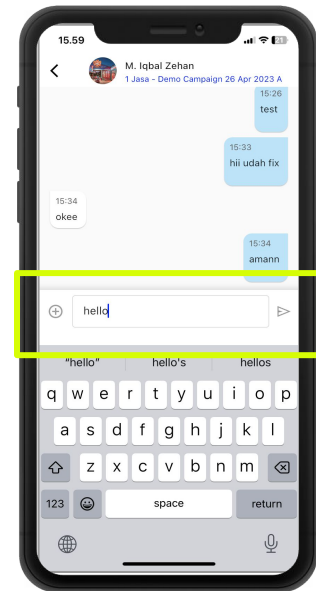 15.59
M. Iqbal Zehan
1 Jasa - Demo Campaign 26 Apr 2023 A
15:26
test
15:33
hii udah fix
15:34
okee
15:34
amann
hello
"hello" hello's hellos
q w e r t y u i o p
a s d f g h j k l
z x c v b n m
123 space return